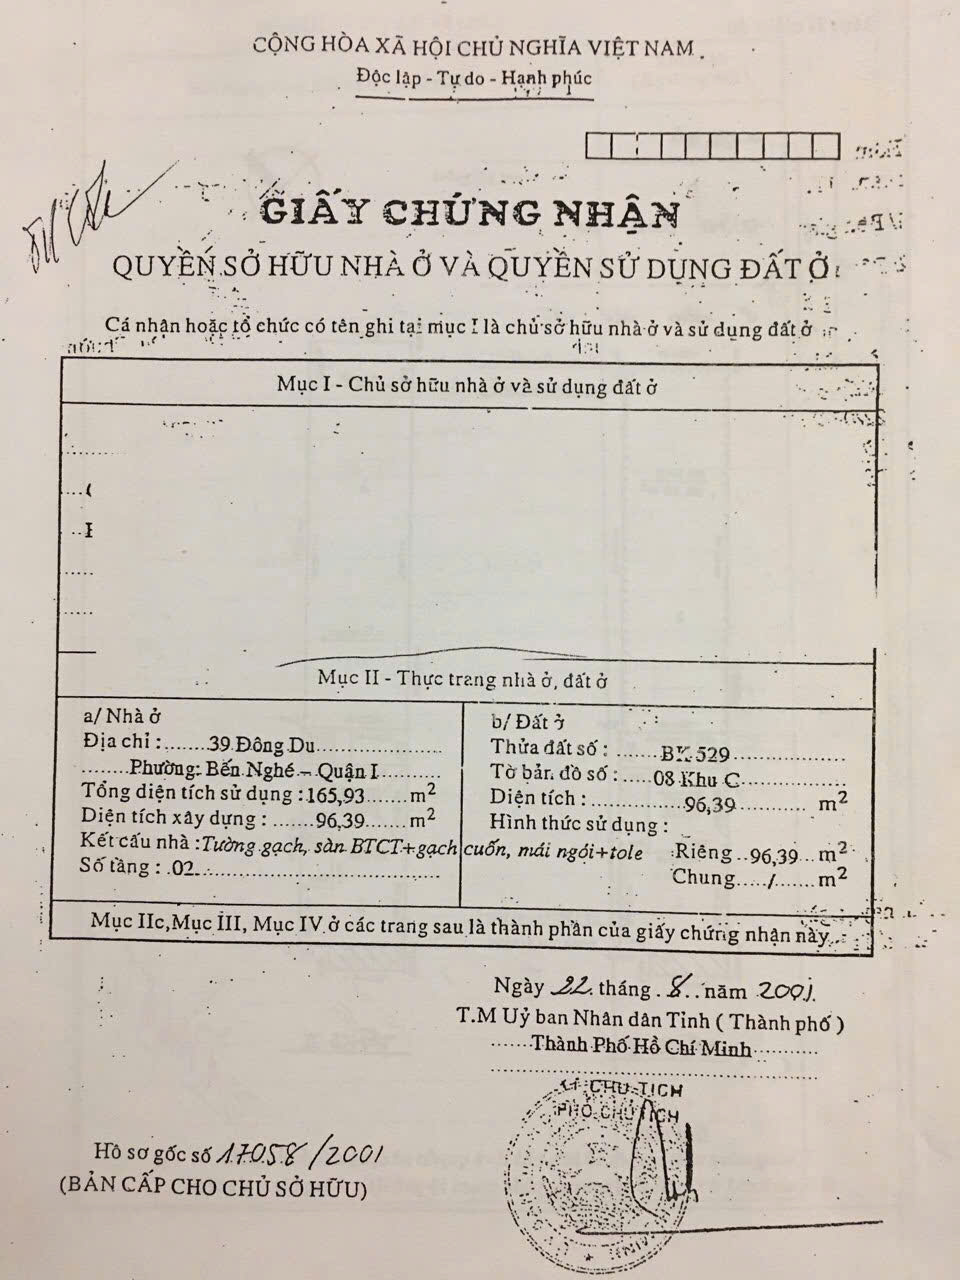 CỘNG HÒA XÃ HỘI CHỦ NGHĨA VIỆT NAM
Độc lập - Tự do - Hạnh phúc
GIẤY CHỨNG NHẬN
QUYỀN SỞ HỮU NHÀ Ở VÀ QUYỀN SỬ DỤNG ĐẤT Ở
Cá nhận hoặc tổ chức có tên ghi tại mục I là chủ sở hữu nhà ở và sử dụng đất ở
Mục I - Chủ sở hữu nhà ở và sử dụng đất ở
Mục II - Thực trạng nhà ở, đất ở
a/ Nhà ở
Địa chỉ : ....... 39 Đông Du
....... Phường: Bến Nghé - Quận I
Tổng diện tích sử dụng : 165,93 ....... m²
Diện tích xây dựng : ....... 96,39 ....... m²
Kết cấu nhà : Tường gạch, sàn BTCT+gạch cuốn, mái ngói+tole
Số tầng : .02
b/ Đất ở
Thửa đất số : ...... BK 529
Tờ bản đồ số : ..... 08 Khu C
Diện tích : ............ 96,39 ............ m²
Hình thức sử dụng :
Riêng .. 96,39 ... m²
Chung...../....... m²
Mục IIc, Mục III, Mục IV ở các trang sau là thành phần của giấy chứng nhận này
Ngày 22 tháng 8 năm 2001
T.M Uỷ ban Nhân dân Tỉnh ( Thành phố )
Thành Phố Hồ Chí Minh
CHỦ TỊCH
PHÓ CHỦ TỊCH
Hồ sơ gốc số 17058/2001
(BẢN CẤP CHO CHỦ SỞ HỮU)